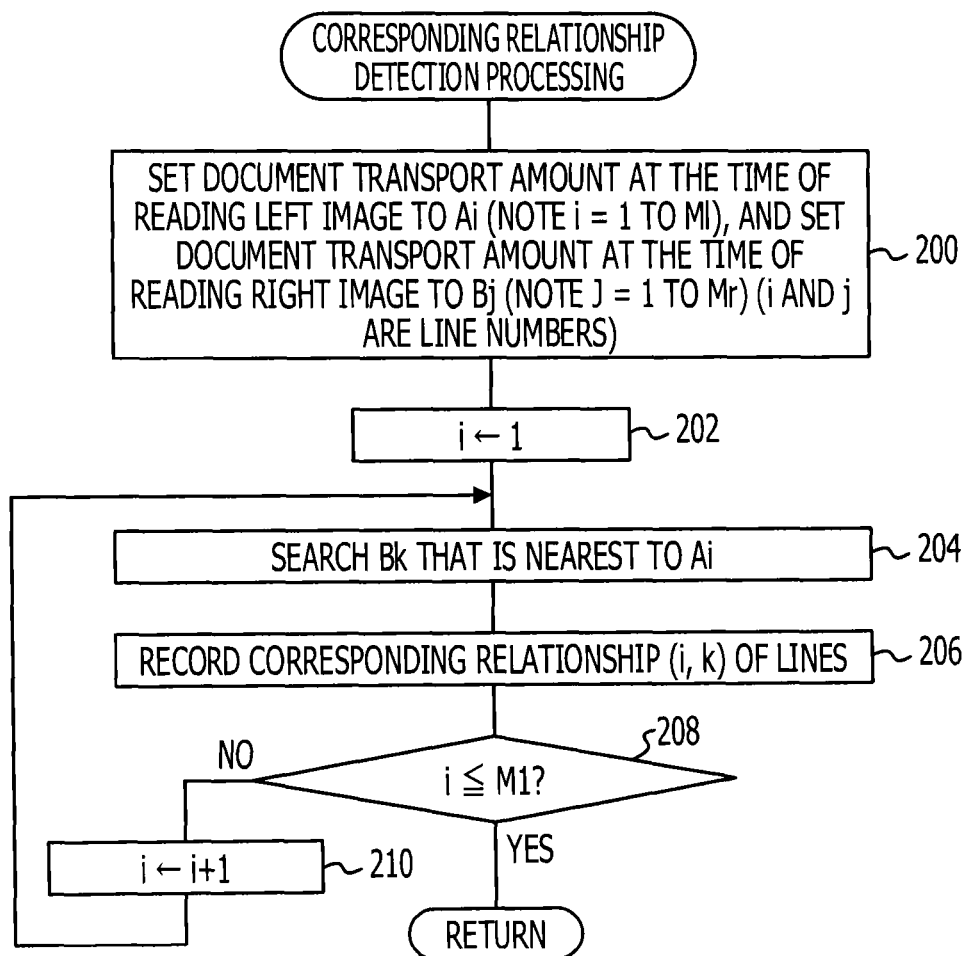 CORRESPONDING RELATIONSHIP
DETECTION PROCESSING
SET DOCUMENT TRANSPORT AMOUNT AT THE TIME OF
READING LEFT IMAGE TO Ai (NOTE i = 1 TO Ml), AND SET
DOCUMENT TRANSPORT AMOUNT AT THE TIME OF
READING RIGHT IMAGE TO Bj (NOTE J = 1 TO Mr) (i AND j
ARE LINE NUMBERS)
200
i ← 1
202
SEARCH Bk THAT IS NEAREST TO Ai
204
RECORD CORRESPONDING RELATIONSHIP (i, k) OF LINES
206
208
NO
i ≦ M1?
YES
i ← i+1
210
RETURN